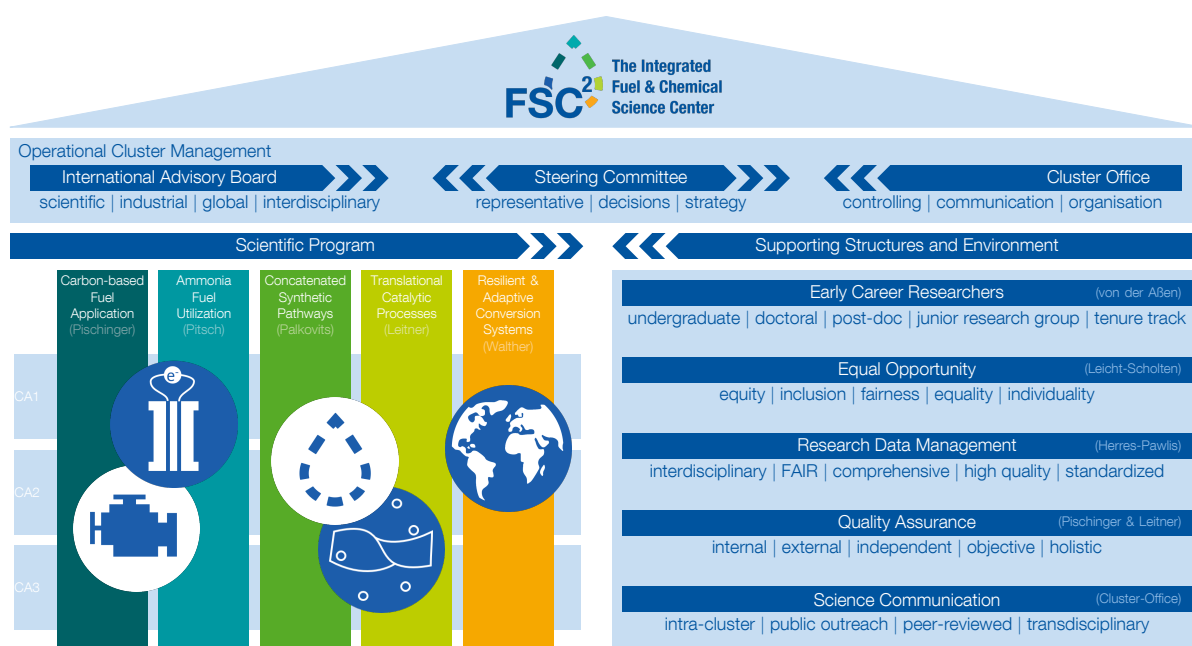 FSC²
The Integrated
Fuel & Chemical
Science Center
Operational Cluster Management
International Advisory Board
scientific | industrial | global | interdisciplinary
Steering Committee
representative | decisions | strategy
Cluster Office
controlling | communication | organisation
Scientific Program
Supporting Structures and Environment
Carbon-based
Fuel
Application
(Pischinger)
Ammonia
Fuel
Utilization
(Pitsch)
Concatenated
Synthetic
Pathways
(Palkovits)
Translational
Catalytic
Processes
(Leitner)
Resilient &
Adaptive
Conversion
Systems
(Walther)
CA1
e⁻
CA2
CA3
Early Career Researchers (von der Aßen)
undergraduate | doctoral | post-doc | junior research group | tenure track
Equal Opportunity (Leicht-Scholten)
equity | inclusion | fairness | equality | individuality
Research Data Management (Herres-Pawlis)
interdisciplinary | FAIR | comprehensive | high quality | standardized
Quality Assurance (Pischinger & Leitner)
internal | external | independent | objective | holistic
Science Communication (Cluster-Office)
intra-cluster | public outreach | peer-reviewed | transdisciplinary